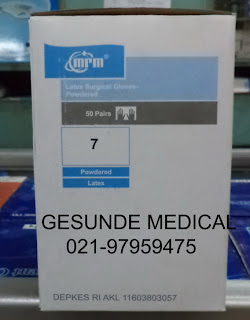 mrm
Latex Surgical Gloves-
Powdered
50 Pairs
7
Powdered
Latex
GESUNDE MEDICAL
021-97959475
DEPKES RI AKL 11603803057